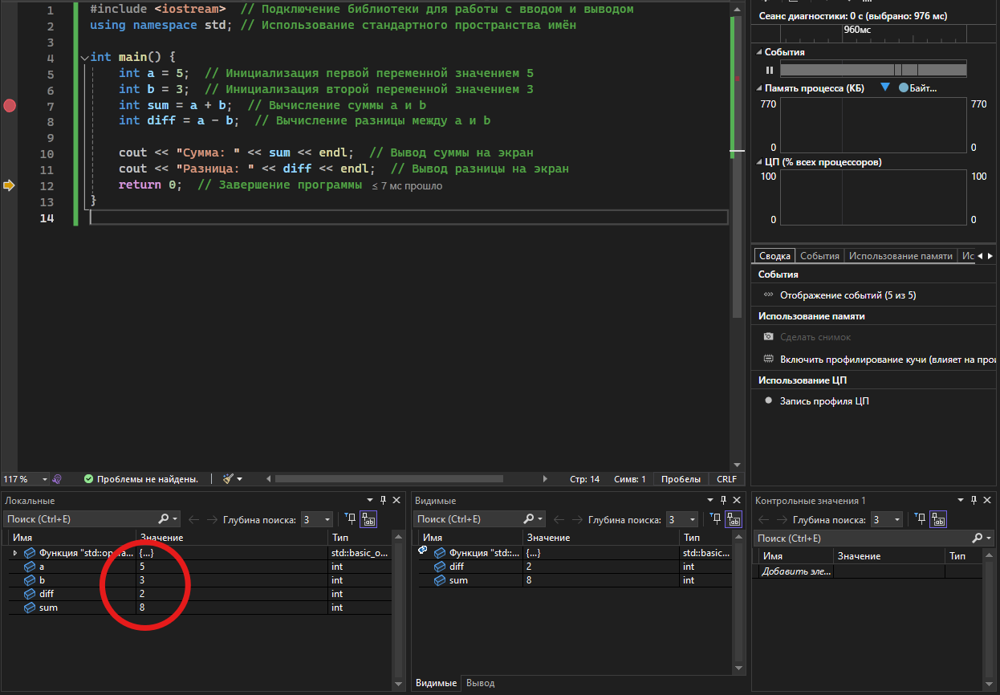 1 #include <iostream>  // Подключение библиотеки для работы с вводом и выводом
2 using namespace std; // Использование стандартного пространства имён
3
4 int main() {
5     int a = 5;  // Инициализация первой переменной значением 5
6     int b = 3;  // Инициализация второй переменной значением 3
7     int sum = a + b;  // Вычисление суммы a и b
8     int diff = a - b;  // Вычисление разницы между a и b
9
10     cout << "Сумма: " << sum << endl;  // Вывод суммы на экран
11     cout << "Разница: " << diff << endl;  // Вывод разницы на экран
12     return 0;  // Завершение программы ≤ 7 мс прошло
13 }
14
117 % Проблемы не найдены. Стр: 14 Симв: 1 Пробелы CRLF
Сеанс диагностики: 0 с (выбрано: 976 мс)
960мс
События
Память процесса (КБ) Байт...
770 770
0 0
ЦП (% всех процессоров)
100 100
0 0
Сводка События Использование памяти Ис
События
Отображение событий (5 из 5)
Использование памяти
Сделать снимок
Включить профилирование кучи (влияет на прои
Использование ЦП
Запись профиля ЦП
Локальные
Поиск (Ctrl+E) Глубина поиска: 3
Имя Значение Тип
Функция "std::opera... {...} std::basic_o...
a 5 int
b 3 int
diff 2 int
sum 8 int
Видимые
Поиск (Ctrl+E) Глубина поиска: 3
Имя Значение Тип
Функция "std::... {...} std::basic...
diff 2 int
sum 8 int
Видимые Вывод
Контрольные значения 1
Глубина поиска: 3
Поиск (Ctrl+E)
Имя Значение Тип
Добавить эле...